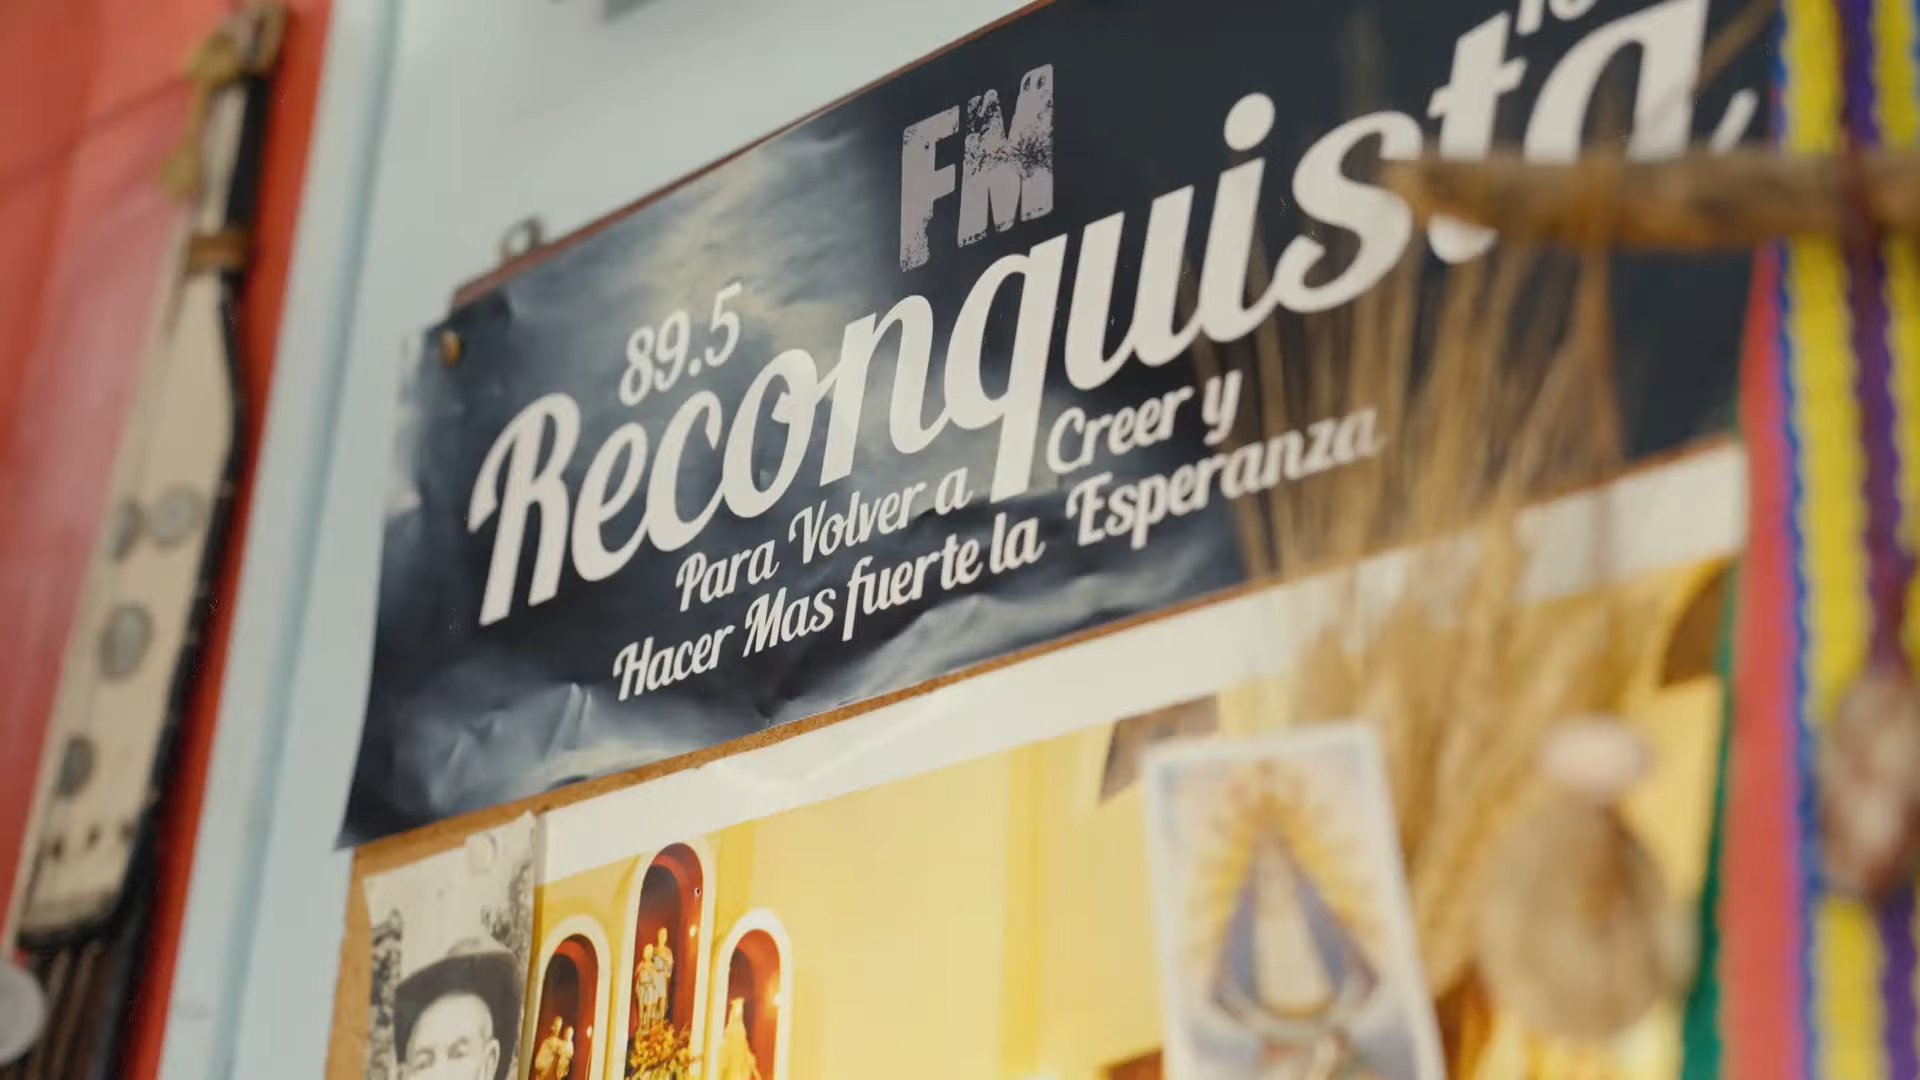 FM
89.5
Reconquista
Para Volver a Creer y
Hacer Mas fuerte la Esperanza